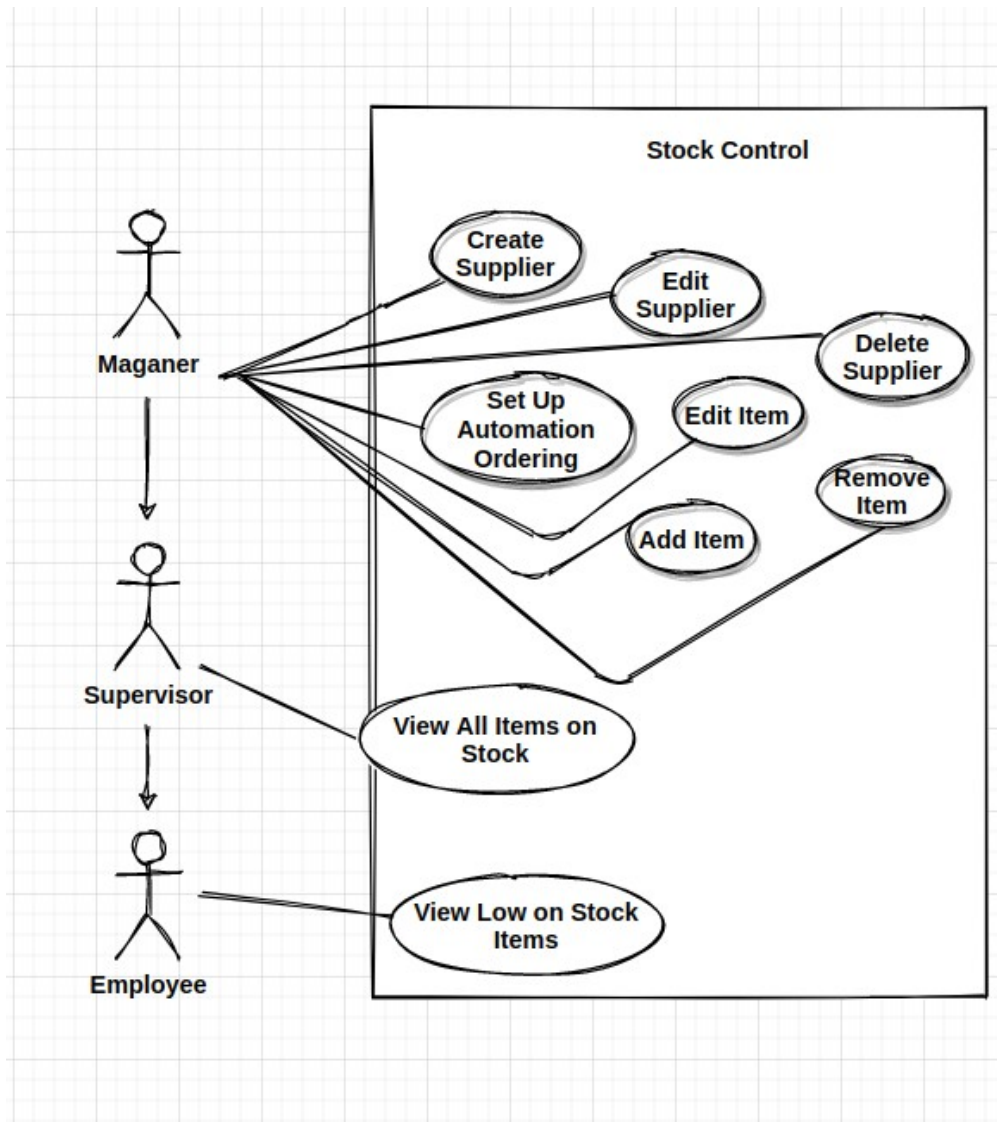 Stock Control
Create
Supplier
Edit
Supplier
Delete
Supplier
Maganer
Set Up
Automation
Ordering
Edit Item
Remove
Item
Add Item
Supervisor
View All Items on
Stock
View Low on Stock
Items
Employee